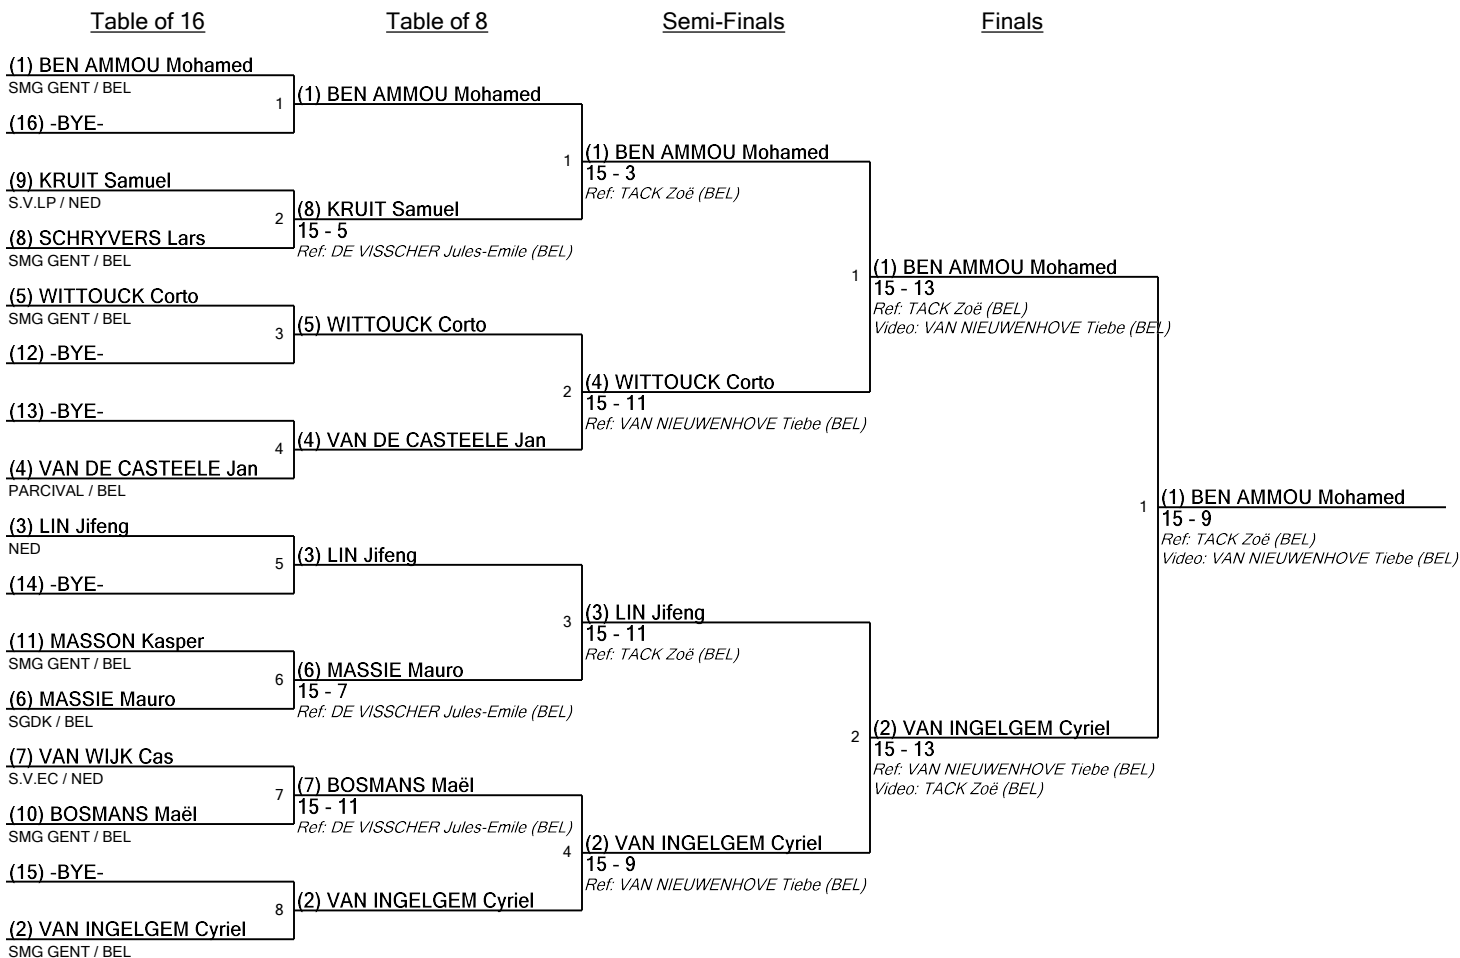 Table of 16
Table of 8
Semi-Finals
Finals
(1) BEN AMMOU Mohamed
SMG GENT / BEL
1
(16) -BYE-
(9) KRUIT Samuel
S.V.LP / NED
2
(8) SCHRYVERS Lars
SMG GENT / BEL
(5) WITTOUCK Corto
SMG GENT / BEL
3
(12) -BYE-
(13) -BYE-
4
(4) VAN DE CASTEELE Jan
PARCIVAL / BEL
(3) LIN Jifeng
NED
5
(14) -BYE-
(11) MASSON Kasper
SMG GENT / BEL
6
(6) MASSIE Mauro
SGDK / BEL
(7) VAN WIJK Cas
S.V.EC / NED
7
(10) BOSMANS Maël
SMG GENT / BEL
(15) -BYE-
8
(2) VAN INGELGEM Cyriel
SMG GENT / BEL
(1) BEN AMMOU Mohamed
1
(8) KRUIT Samuel
15 - 5
Ref: DE VISSCHER Jules-Emile (BEL)
(5) WITTOUCK Corto
2
(4) VAN DE CASTEELE Jan
(3) LIN Jifeng
3
(6) MASSIE Mauro
15 - 7
Ref: DE VISSCHER Jules-Emile (BEL)
(7) BOSMANS Maël
15 - 11
Ref: DE VISSCHER Jules-Emile (BEL)
4
(2) VAN INGELGEM Cyriel
(1) BEN AMMOU Mohamed
15 - 3
Ref: TACK Zoë (BEL)
1
(4) WITTOUCK Corto
15 - 11
Ref: VAN NIEUWENHOVE Tiebe (BEL)
(3) LIN Jifeng
15 - 11
Ref: TACK Zoë (BEL)
2
(2) VAN INGELGEM Cyriel
15 - 9
Ref: VAN NIEUWENHOVE Tiebe (BEL)
(1) BEN AMMOU Mohamed
15 - 13
Ref: TACK Zoë (BEL)
Video: VAN NIEUWENHOVE Tiebe (BEL)
1
(2) VAN INGELGEM Cyriel
15 - 13
Ref: VAN NIEUWENHOVE Tiebe (BEL)
Video: TACK Zoë (BEL)
(1) BEN AMMOU Mohamed
15 - 9
Ref: TACK Zoë (BEL)
Video: VAN NIEUWENHOVE Tiebe (BEL)